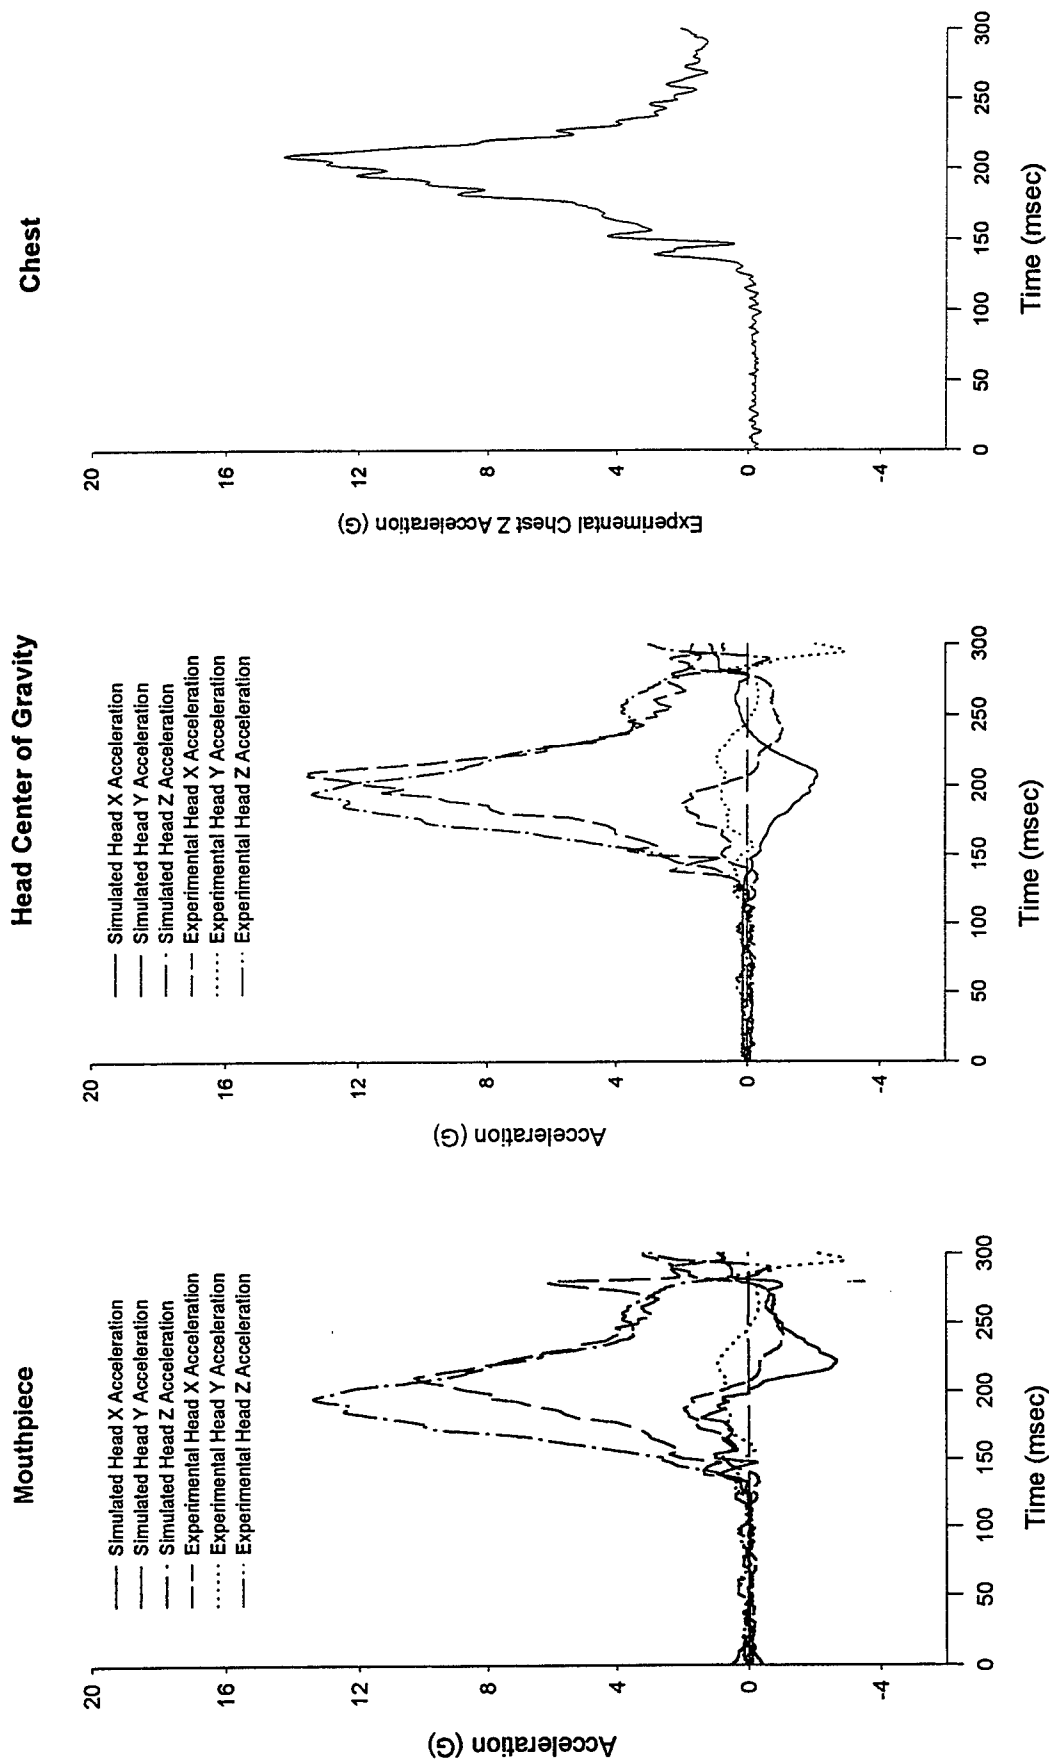 Mouthpiece
Simulated Head X Acceleration
Simulated Head Y Acceleration
Simulated Head Z Acceleration
Experimental Head X Acceleration
Experimental Head Y Acceleration
Experimental Head Z Acceleration
Acceleration (G)
20
16
12
8
4
0
-4
0
50
100
150
200
250
300
Time (msec)
Head Center of Gravity
Simulated Head X Acceleration
Simulated Head Y Acceleration
Simulated Head Z Acceleration
Experimental Head X Acceleration
Experimental Head Y Acceleration
Experimental Head Z Acceleration
Acceleration (G)
20
16
12
8
4
0
-4
0
50
100
150
200
250
300
Time (msec)
Chest
Experimental Chest Z Acceleration (G)
20
16
12
8
4
0
-4
0
50
100
150
200
250
300
Time (msec)